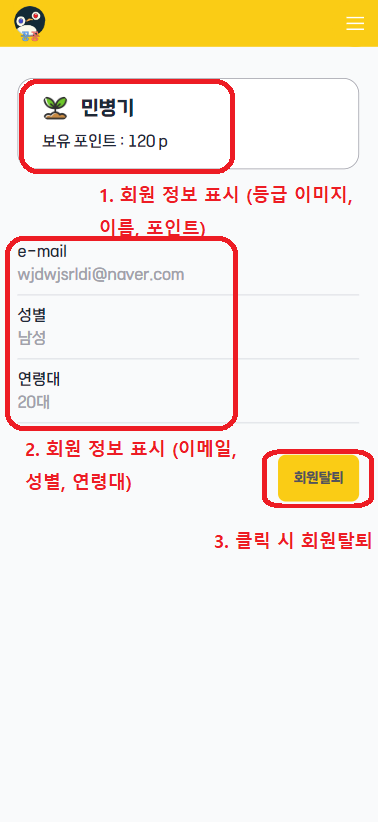 꽁꽁
민병기
보유 포인트 : 120 p
1. 회원 정보 표시 (등급 이미지,
이름, 포인트)
e-mail
wjdwjsrldi@naver.com
성별
남성
연령대
20대
2. 회원 정보 표시 (이메일,
성별, 연령대)
회원탈퇴
3. 클릭 시 회원탈퇴